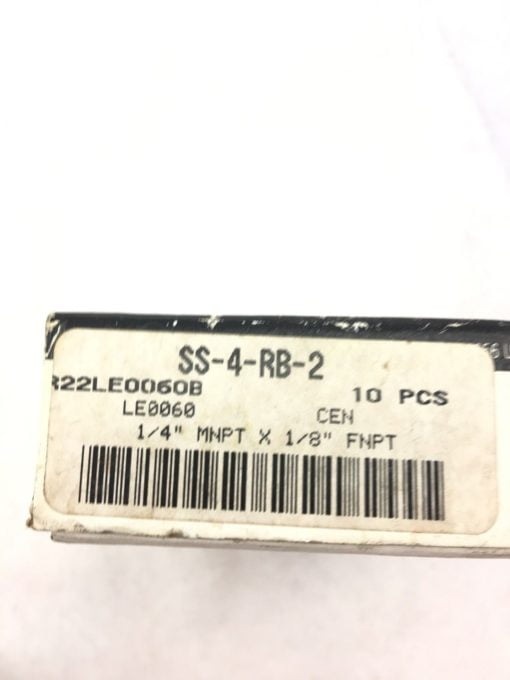 SS-4-RB-2
R22LE0060B 10 PCS
LE0060 CEN
1/4" MNPT X 1/8" FNPT